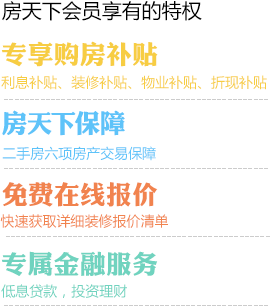 房天下会员享有的特权
专享购房补贴
利息补贴、装修补贴、物业补贴、折现补贴
房天下保障
二手房六项房产交易保障
免费在线报价
快速获取详细装修报价清单
专属金融服务
低息贷款，投资理财